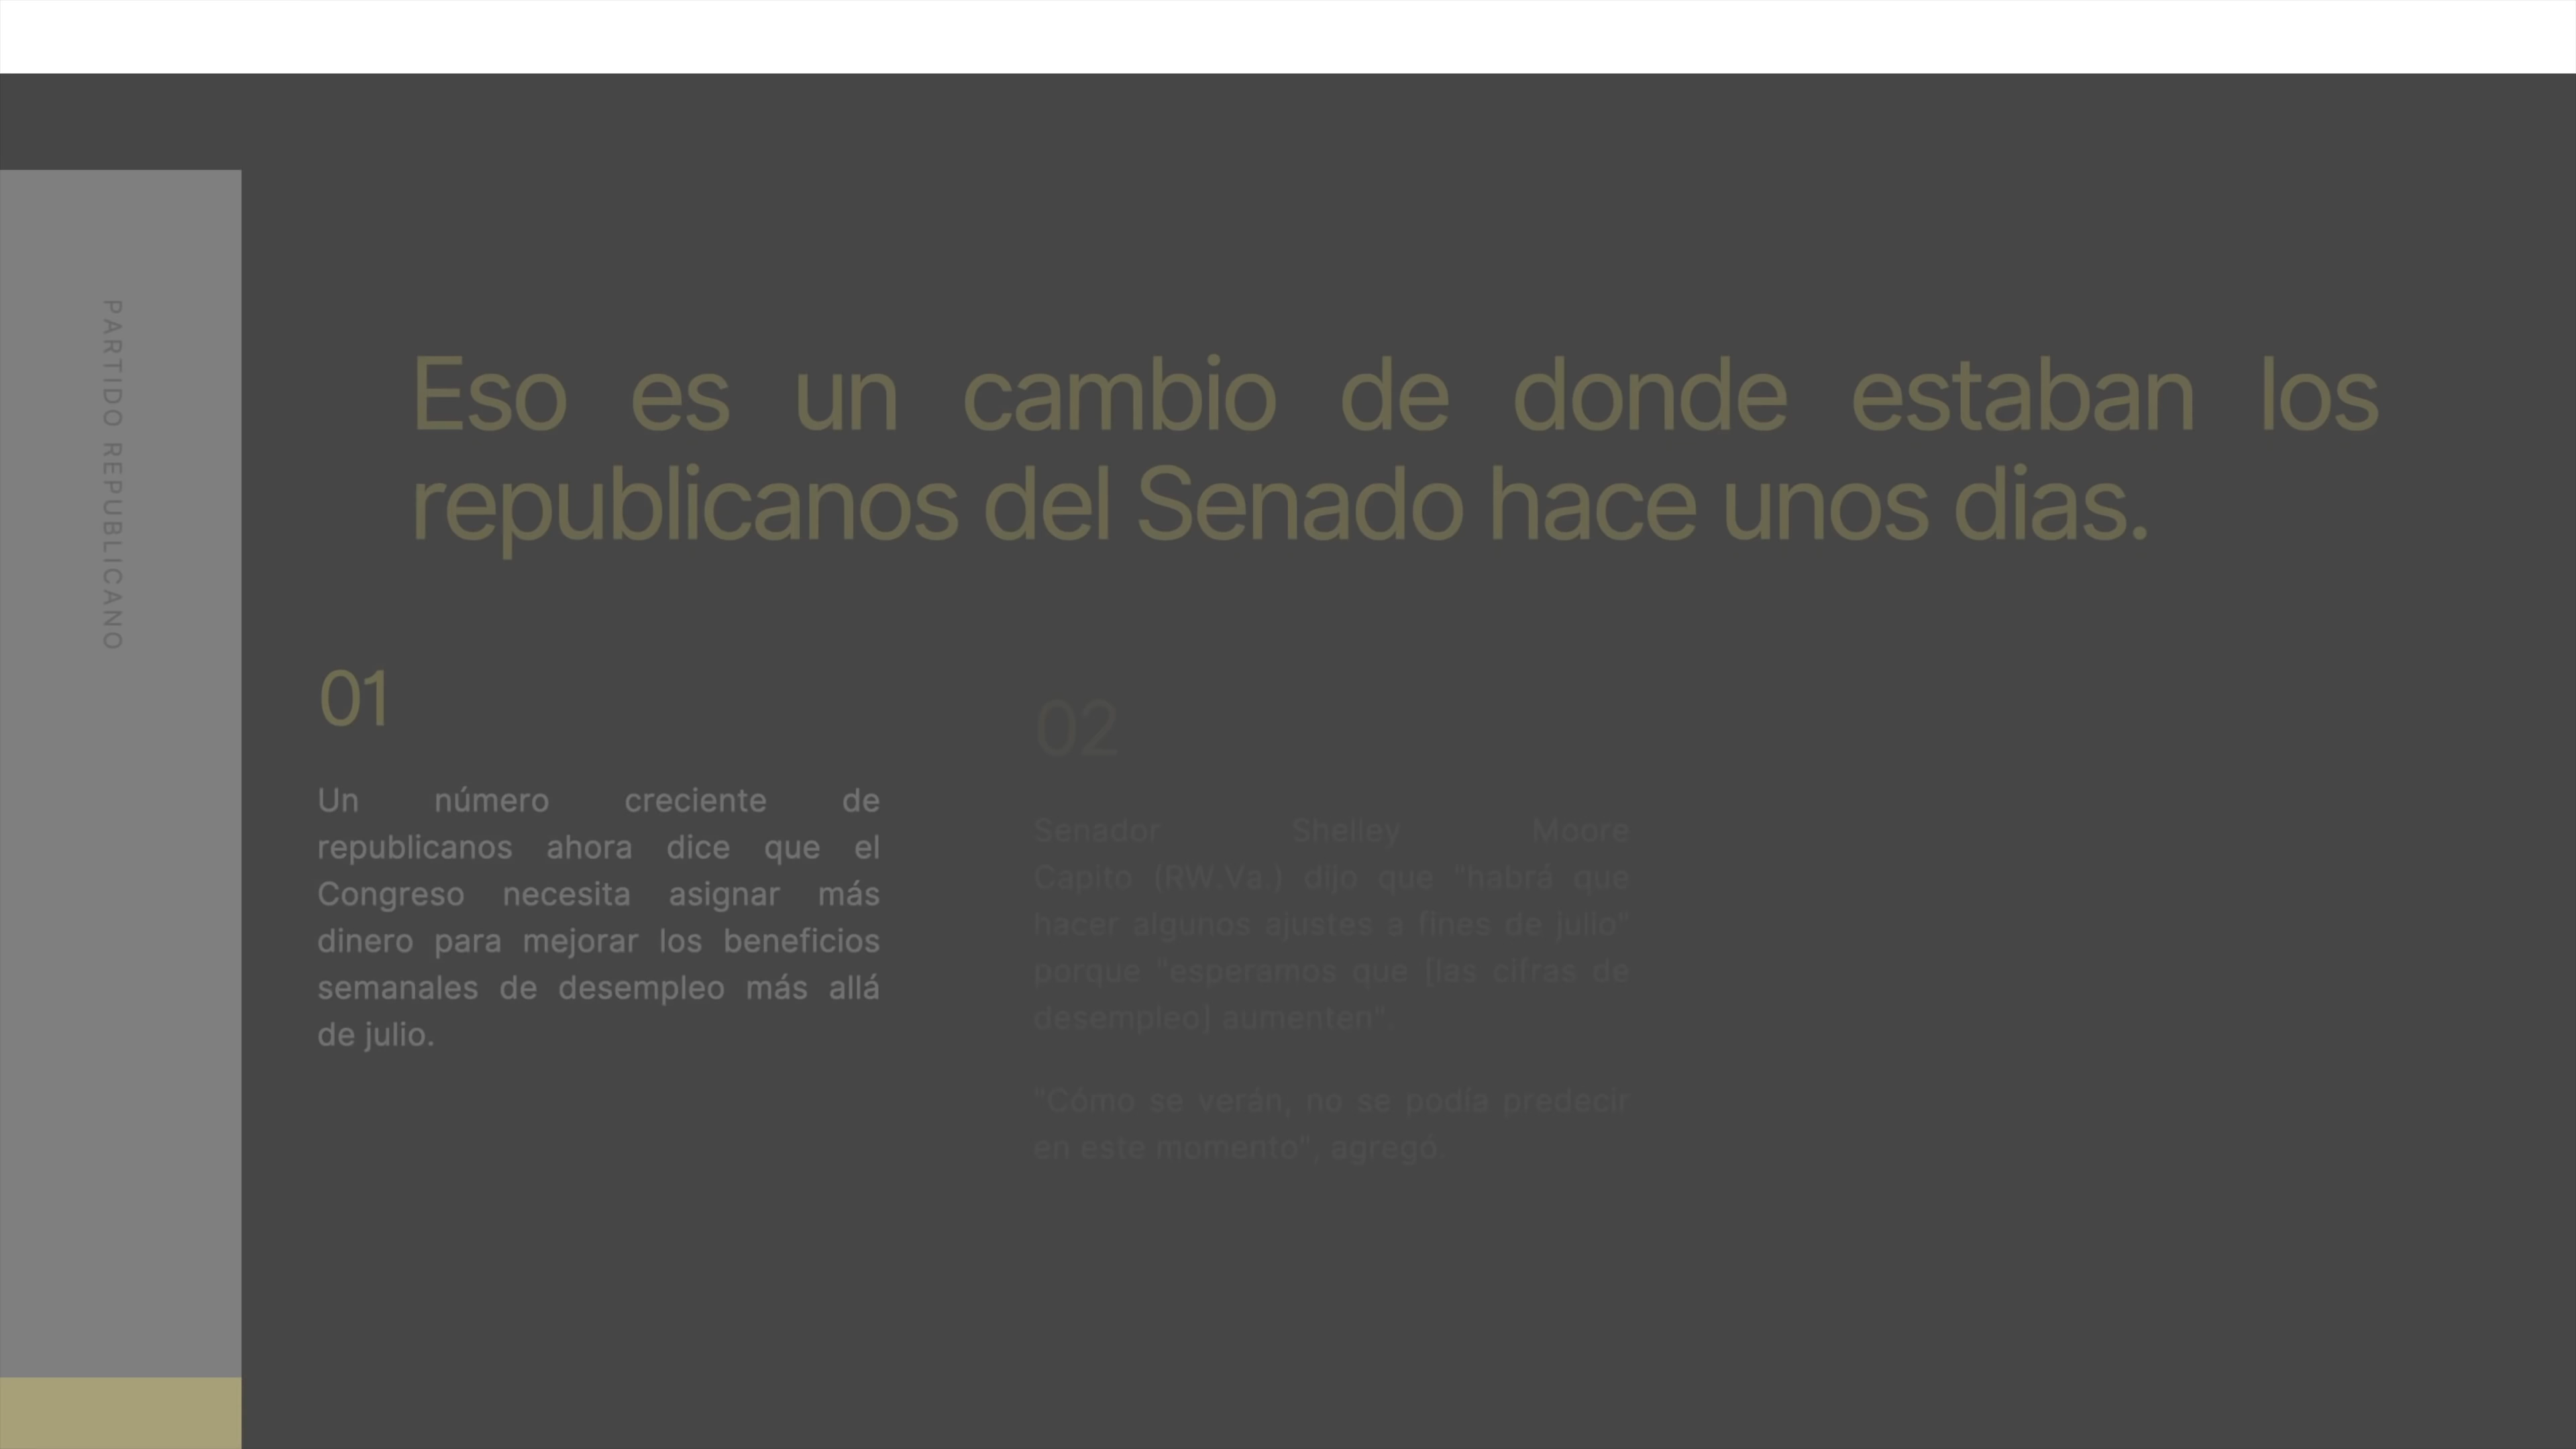 PARTIDO REPUBLICANO
Eso es un cambio de donde estaban los
republicanos del Senado hace unos dias.
01
Un número creciente de
republicanos ahora dice que el
Congreso necesita asignar más
dinero para mejorar los beneficios
semanales de desempleo más allá
de julio.
02
Senador Shelley Moore
Capito (RW.Va.) dijo que "habrá que
hacer algunos ajustes a fines de julio"
porque "esperamos que [las cifras de
desempleo] aumenten".
"Cómo se verán, no se podía predecir
en este momento", agregó.